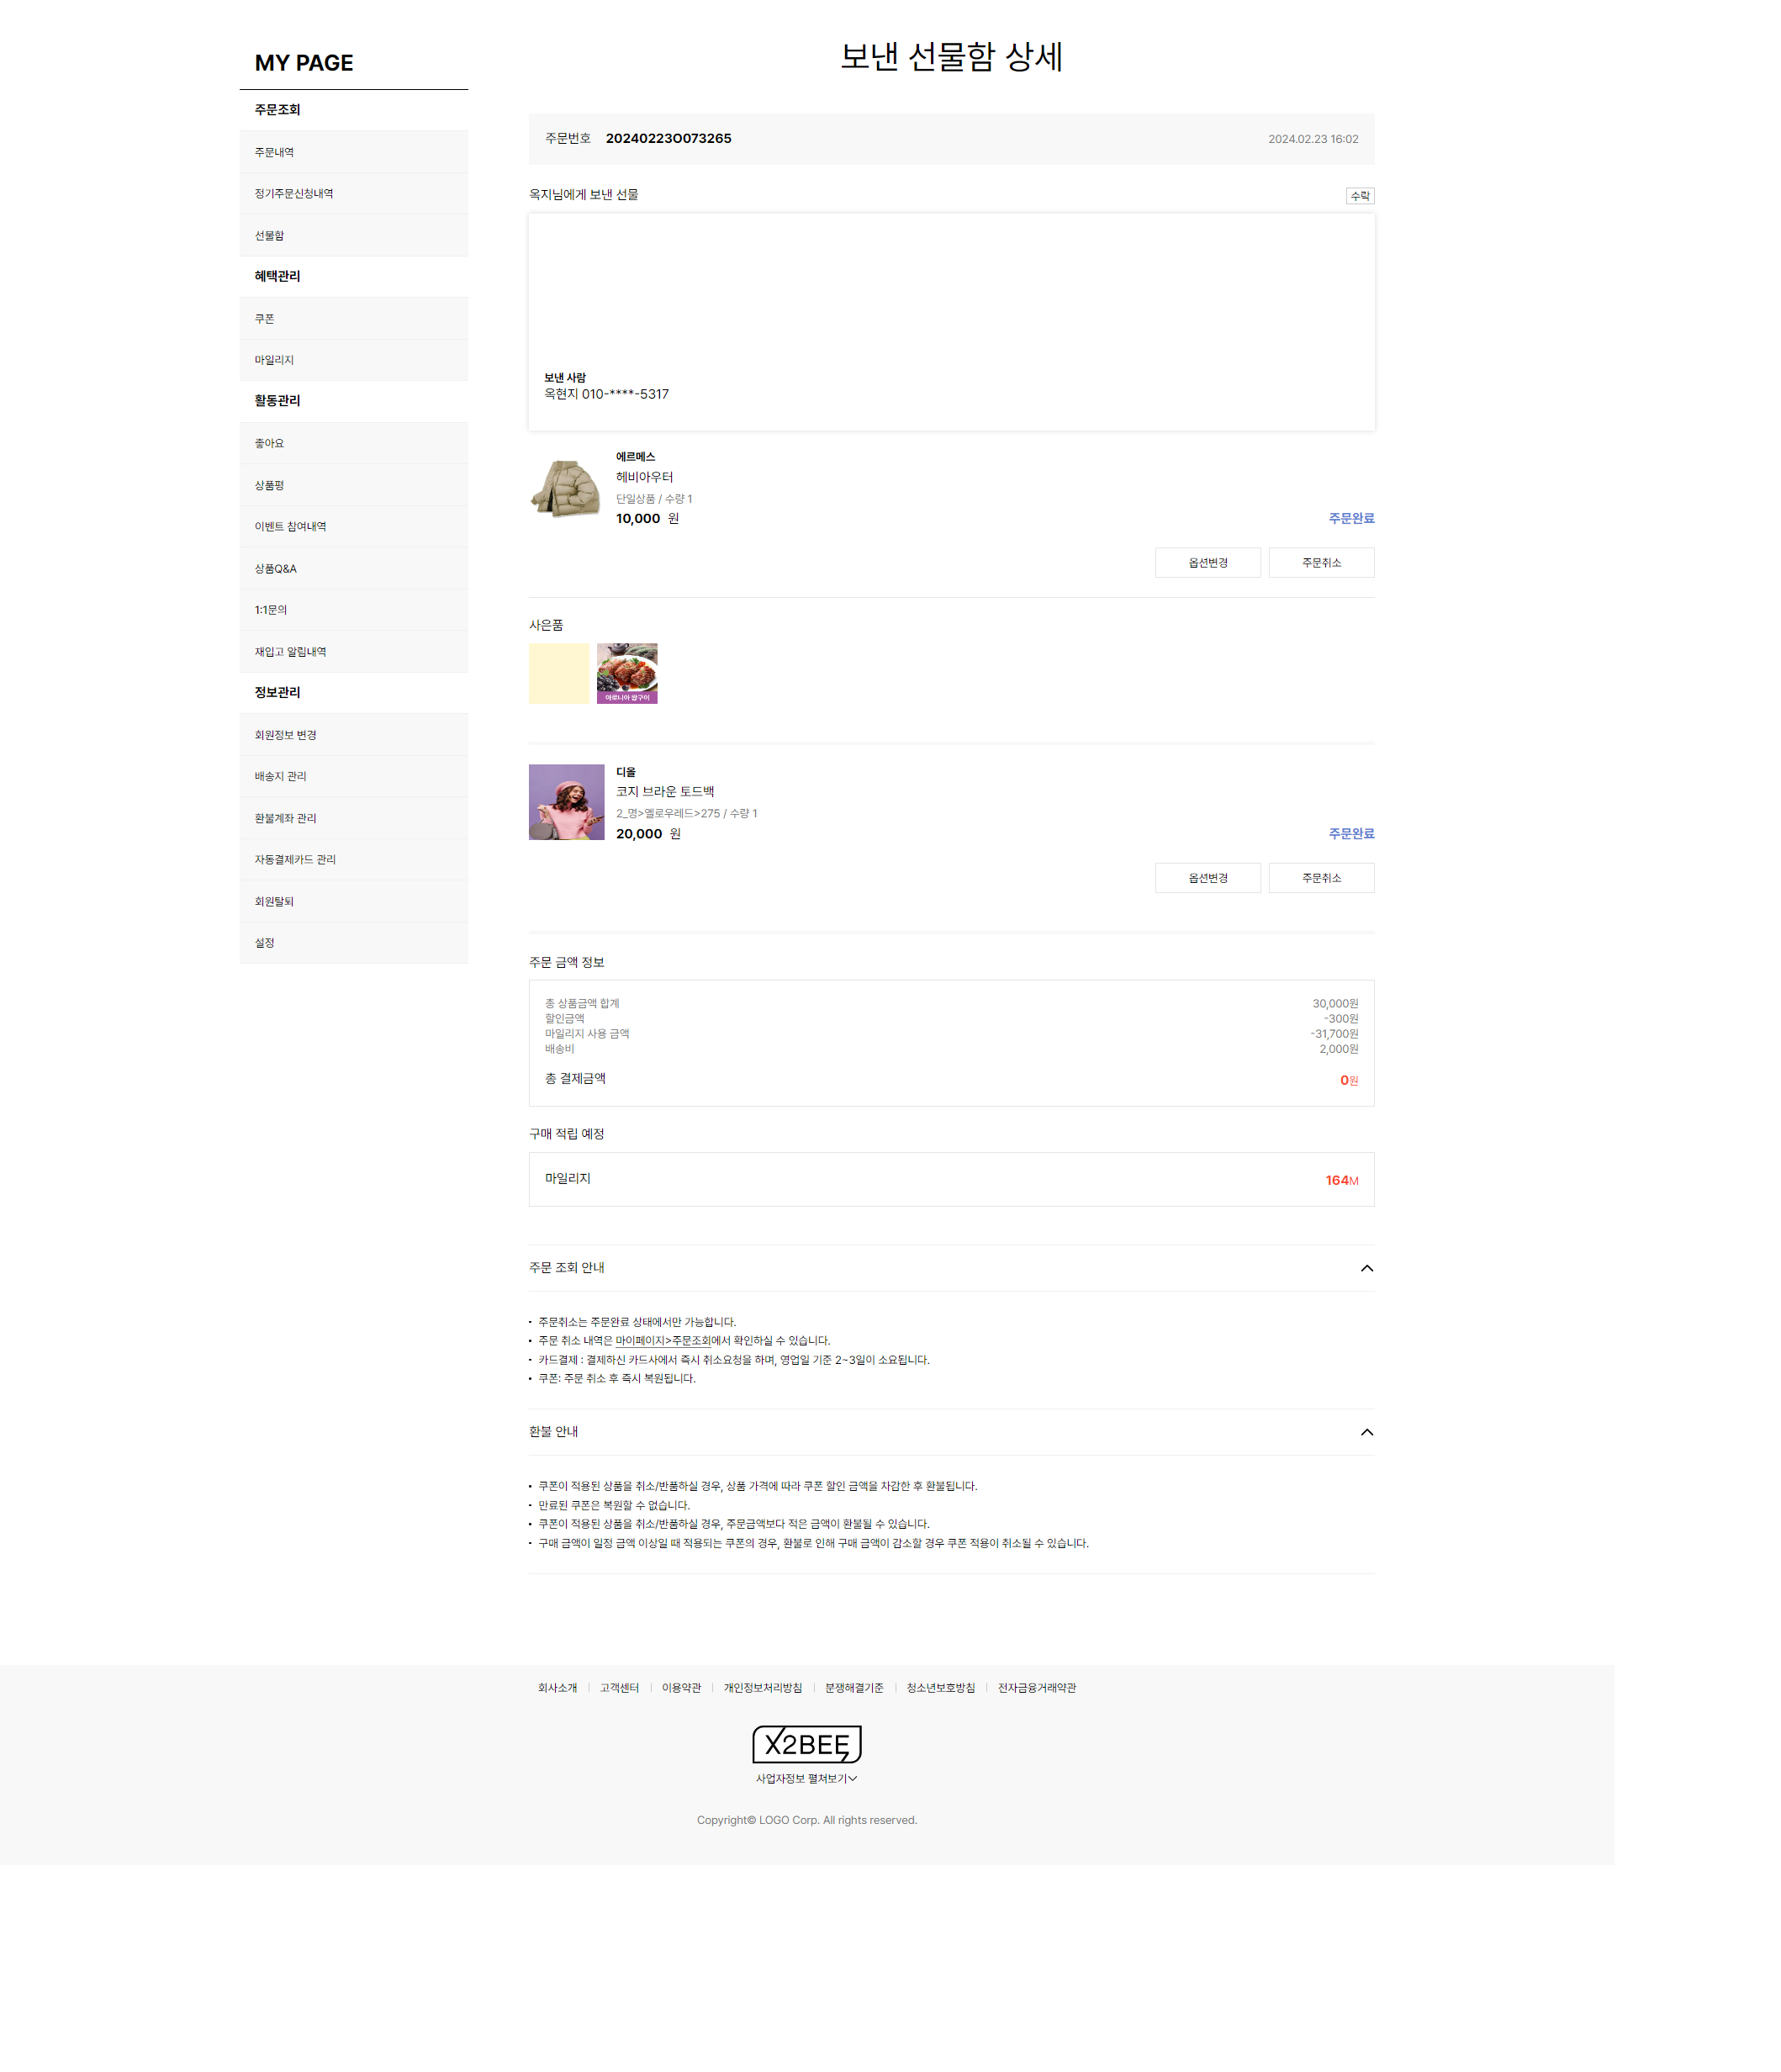 MY PAGE
주문조회
주문내역
정기주문신청내역
선물함
혜택관리
쿠폰
마일리지
활동관리
좋아요
상품평
이벤트 참여내역
상품Q&A
1:1문의
재입고 알림내역
정보관리
회원정보 변경
배송지 관리
환불계좌 관리
자동결제카드 관리
회원탈퇴
설정
보낸 선물함 상세
주문번호 20240223O073265 2024.02.23 16:02
옥지님에게 보낸 선물 수락
보낸 사람
옥현지 010-****-5317
에르메스
헤비아우터
단일상품 / 수량 1
10,000 원 주문완료
옵션변경 주문취소
사은품
아로니아 왕구이
디올
코지 브라운 토드백
2_명>옐로우레드>275 / 수량 1
20,000 원 주문완료
옵션변경 주문취소
주문 금액 정보
총 상품금액 합계 30,000원
할인금액 -300원
마일리지 사용 금액 -31,700원
배송비 2,000원
총 결제금액 0원
구매 적립 예정
마일리지 164M
주문 조회 안내
주문취소는 주문완료 상태에서만 가능합니다.
주문 취소 내역은 마이페이지>주문조회에서 확인하실 수 있습니다.
카드결제 : 결제하신 카드사에서 즉시 취소요청을 하며, 영업일 기준 2~3일이 소요됩니다.
쿠폰: 주문 취소 후 즉시 복원됩니다.
환불 안내
쿠폰이 적용된 상품을 취소/반품하실 경우, 상품 가격에 따라 쿠폰 할인 금액을 차감한 후 환불됩니다.
만료된 쿠폰은 복원할 수 없습니다.
쿠폰이 적용된 상품을 취소/반품하실 경우, 주문금액보다 적은 금액이 환불될 수 있습니다.
구매 금액이 일정 금액 이상일 때 적용되는 쿠폰의 경우, 환불로 인해 구매 금액이 감소할 경우 쿠폰 적용이 취소될 수 있습니다.
회사소개 고객센터 이용약관 개인정보처리방침 분쟁해결기준 청소년보호방침 전자금융거래약관
X2BEE
사업자정보 펼쳐보기
Copyright© LOGO Corp. All rights reserved.